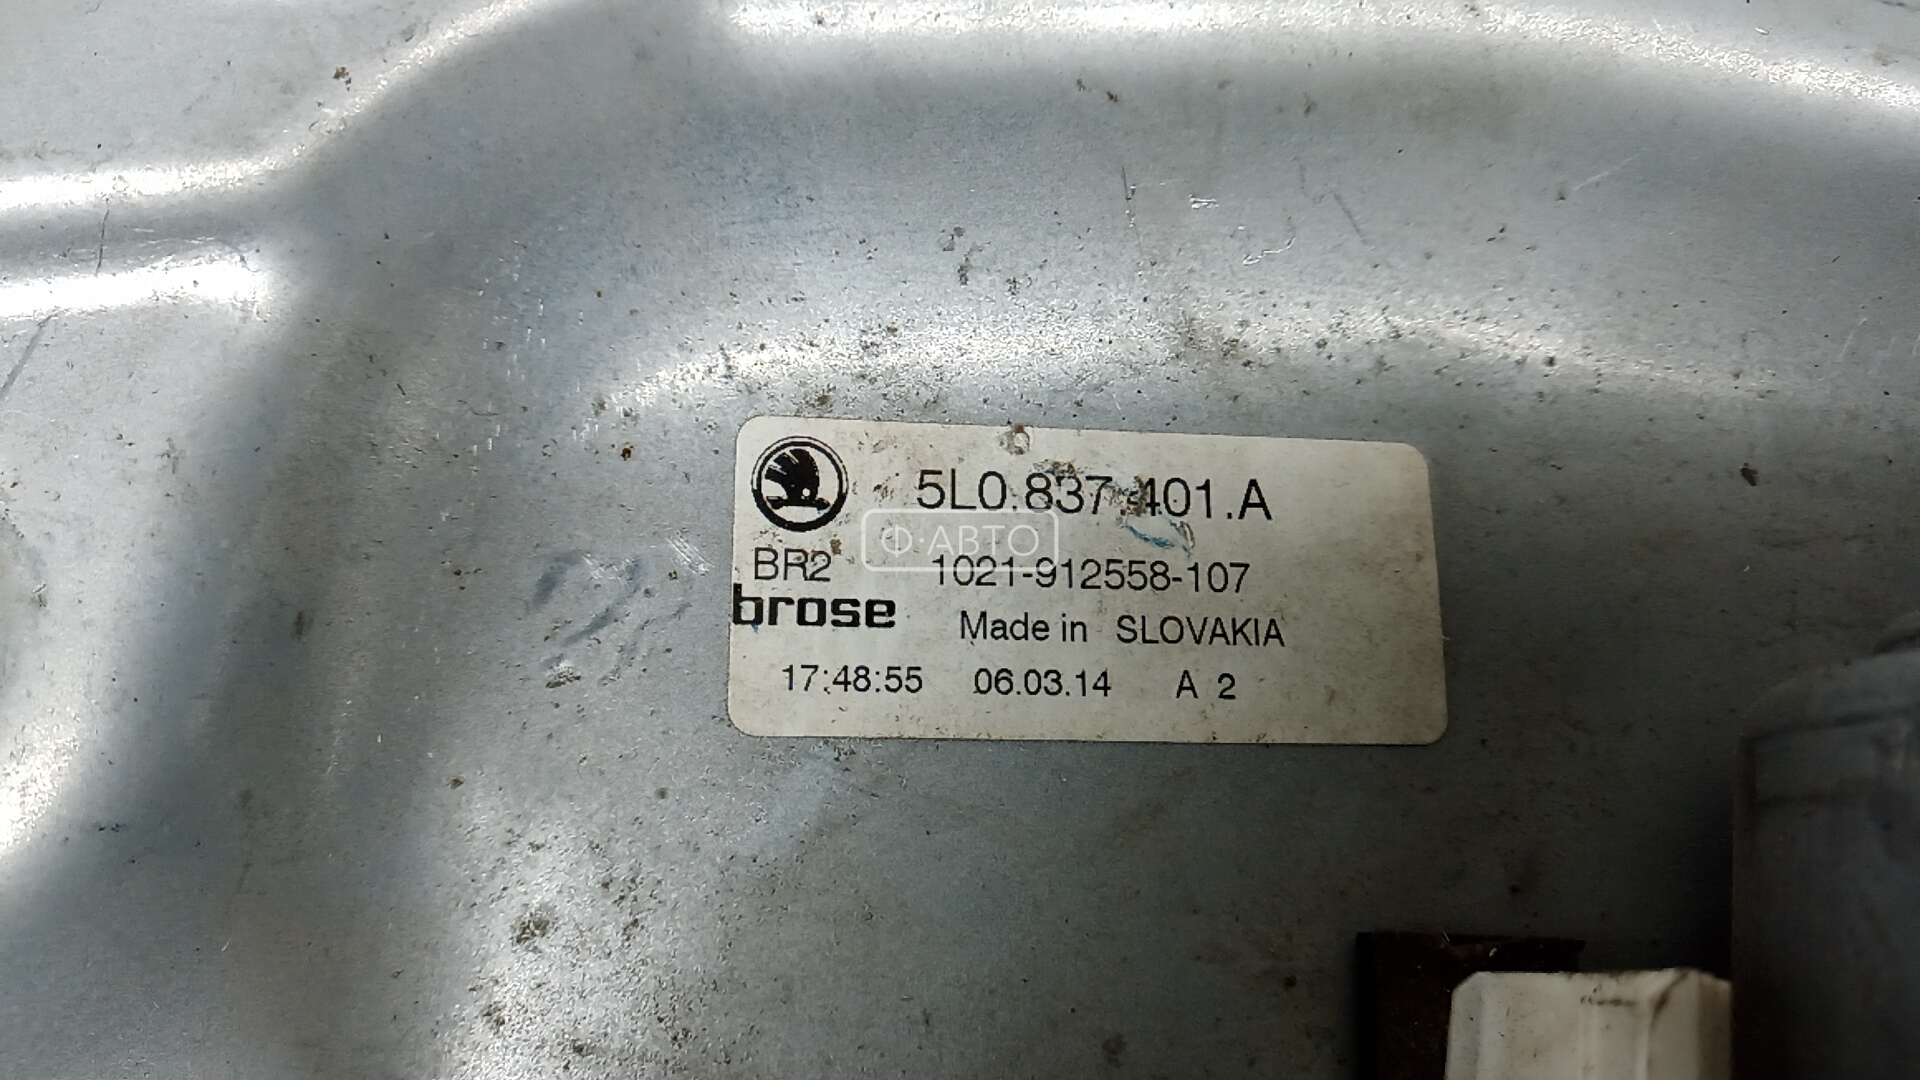 5L0.837.401.A
Ф·АВТО
BR2 1021-912558-107
brose
Made in SLOVAKIA
17:48:55 06.03.14 A 2